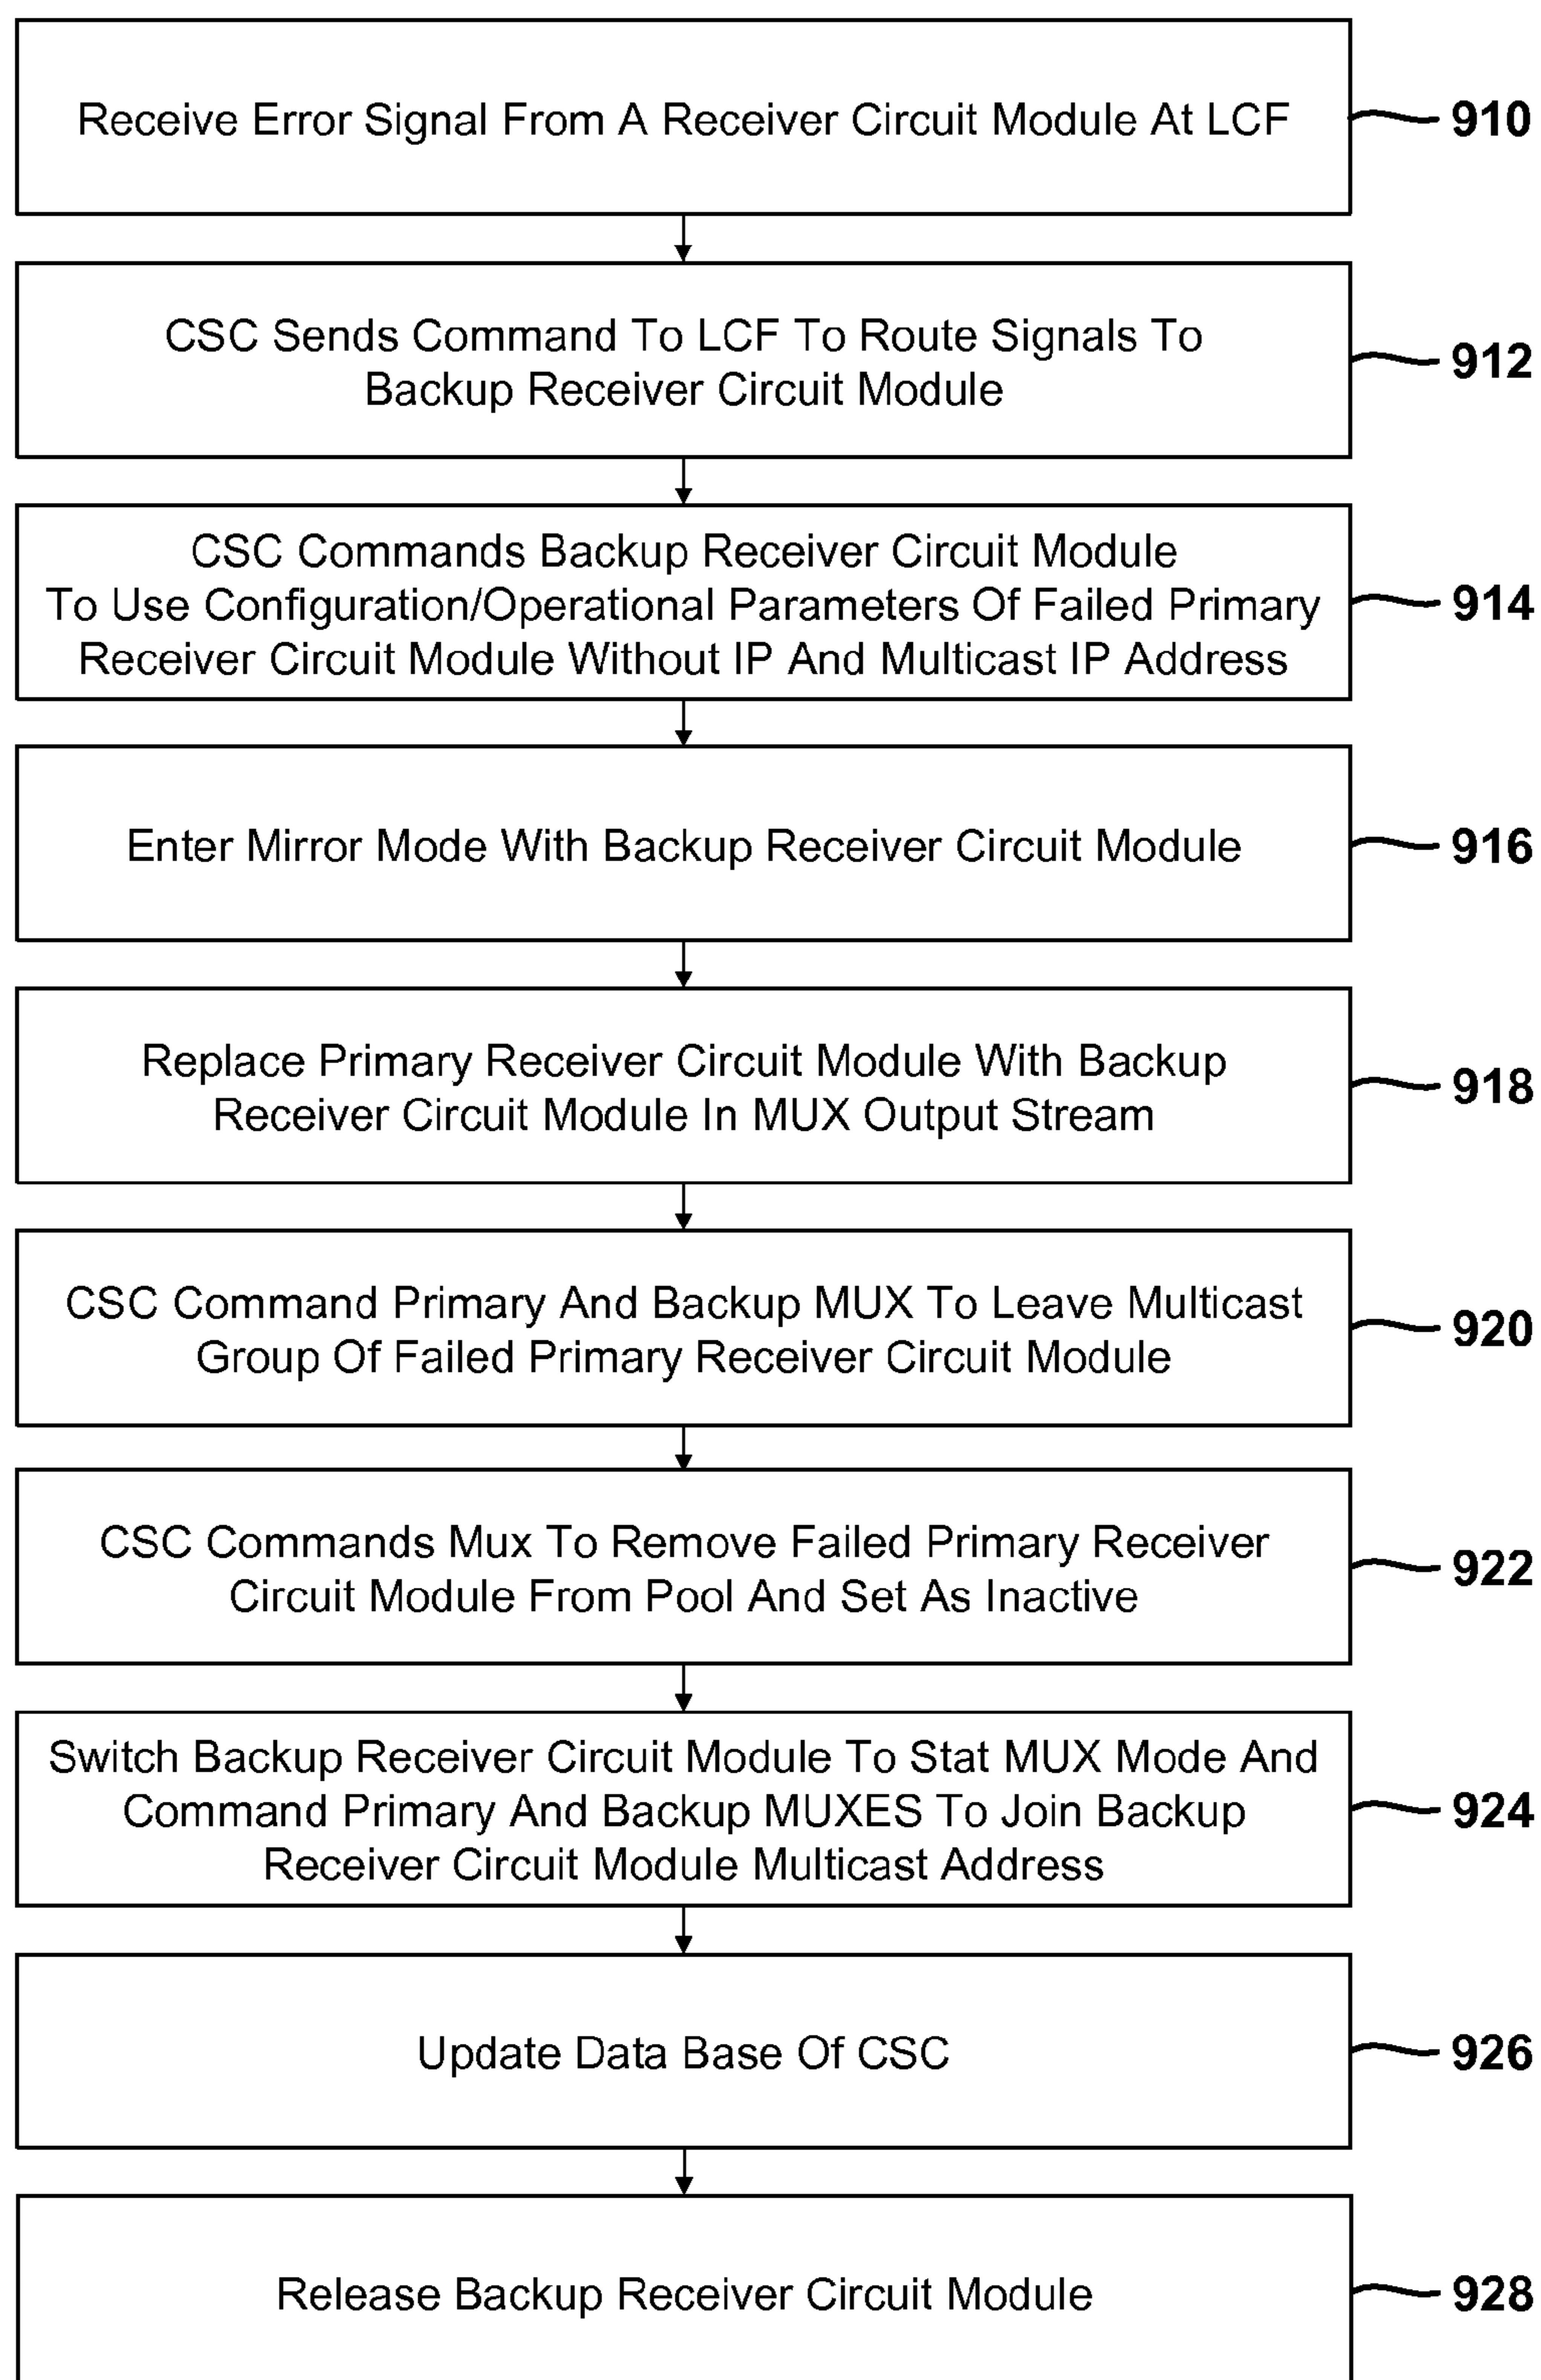 Receive Error Signal From A Receiver Circuit Module At LCF
910
CSC Sends Command To LCF To Route Signals To
Backup Receiver Circuit Module
912
CSC Commands Backup Receiver Circuit Module
To Use Configuration/Operational Parameters Of Failed Primary
Receiver Circuit Module Without IP And Multicast IP Address
914
Enter Mirror Mode With Backup Receiver Circuit Module
916
Replace Primary Receiver Circuit Module With Backup
Receiver Circuit Module In MUX Output Stream
918
CSC Command Primary And Backup MUX To Leave Multicast
Group Of Failed Primary Receiver Circuit Module
920
CSC Commands Mux To Remove Failed Primary Receiver
Circuit Module From Pool And Set As Inactive
922
Switch Backup Receiver Circuit Module To Stat MUX Mode And
Command Primary And Backup MUXES To Join Backup
Receiver Circuit Module Multicast Address
924
Update Data Base Of CSC
926
Release Backup Receiver Circuit Module
928